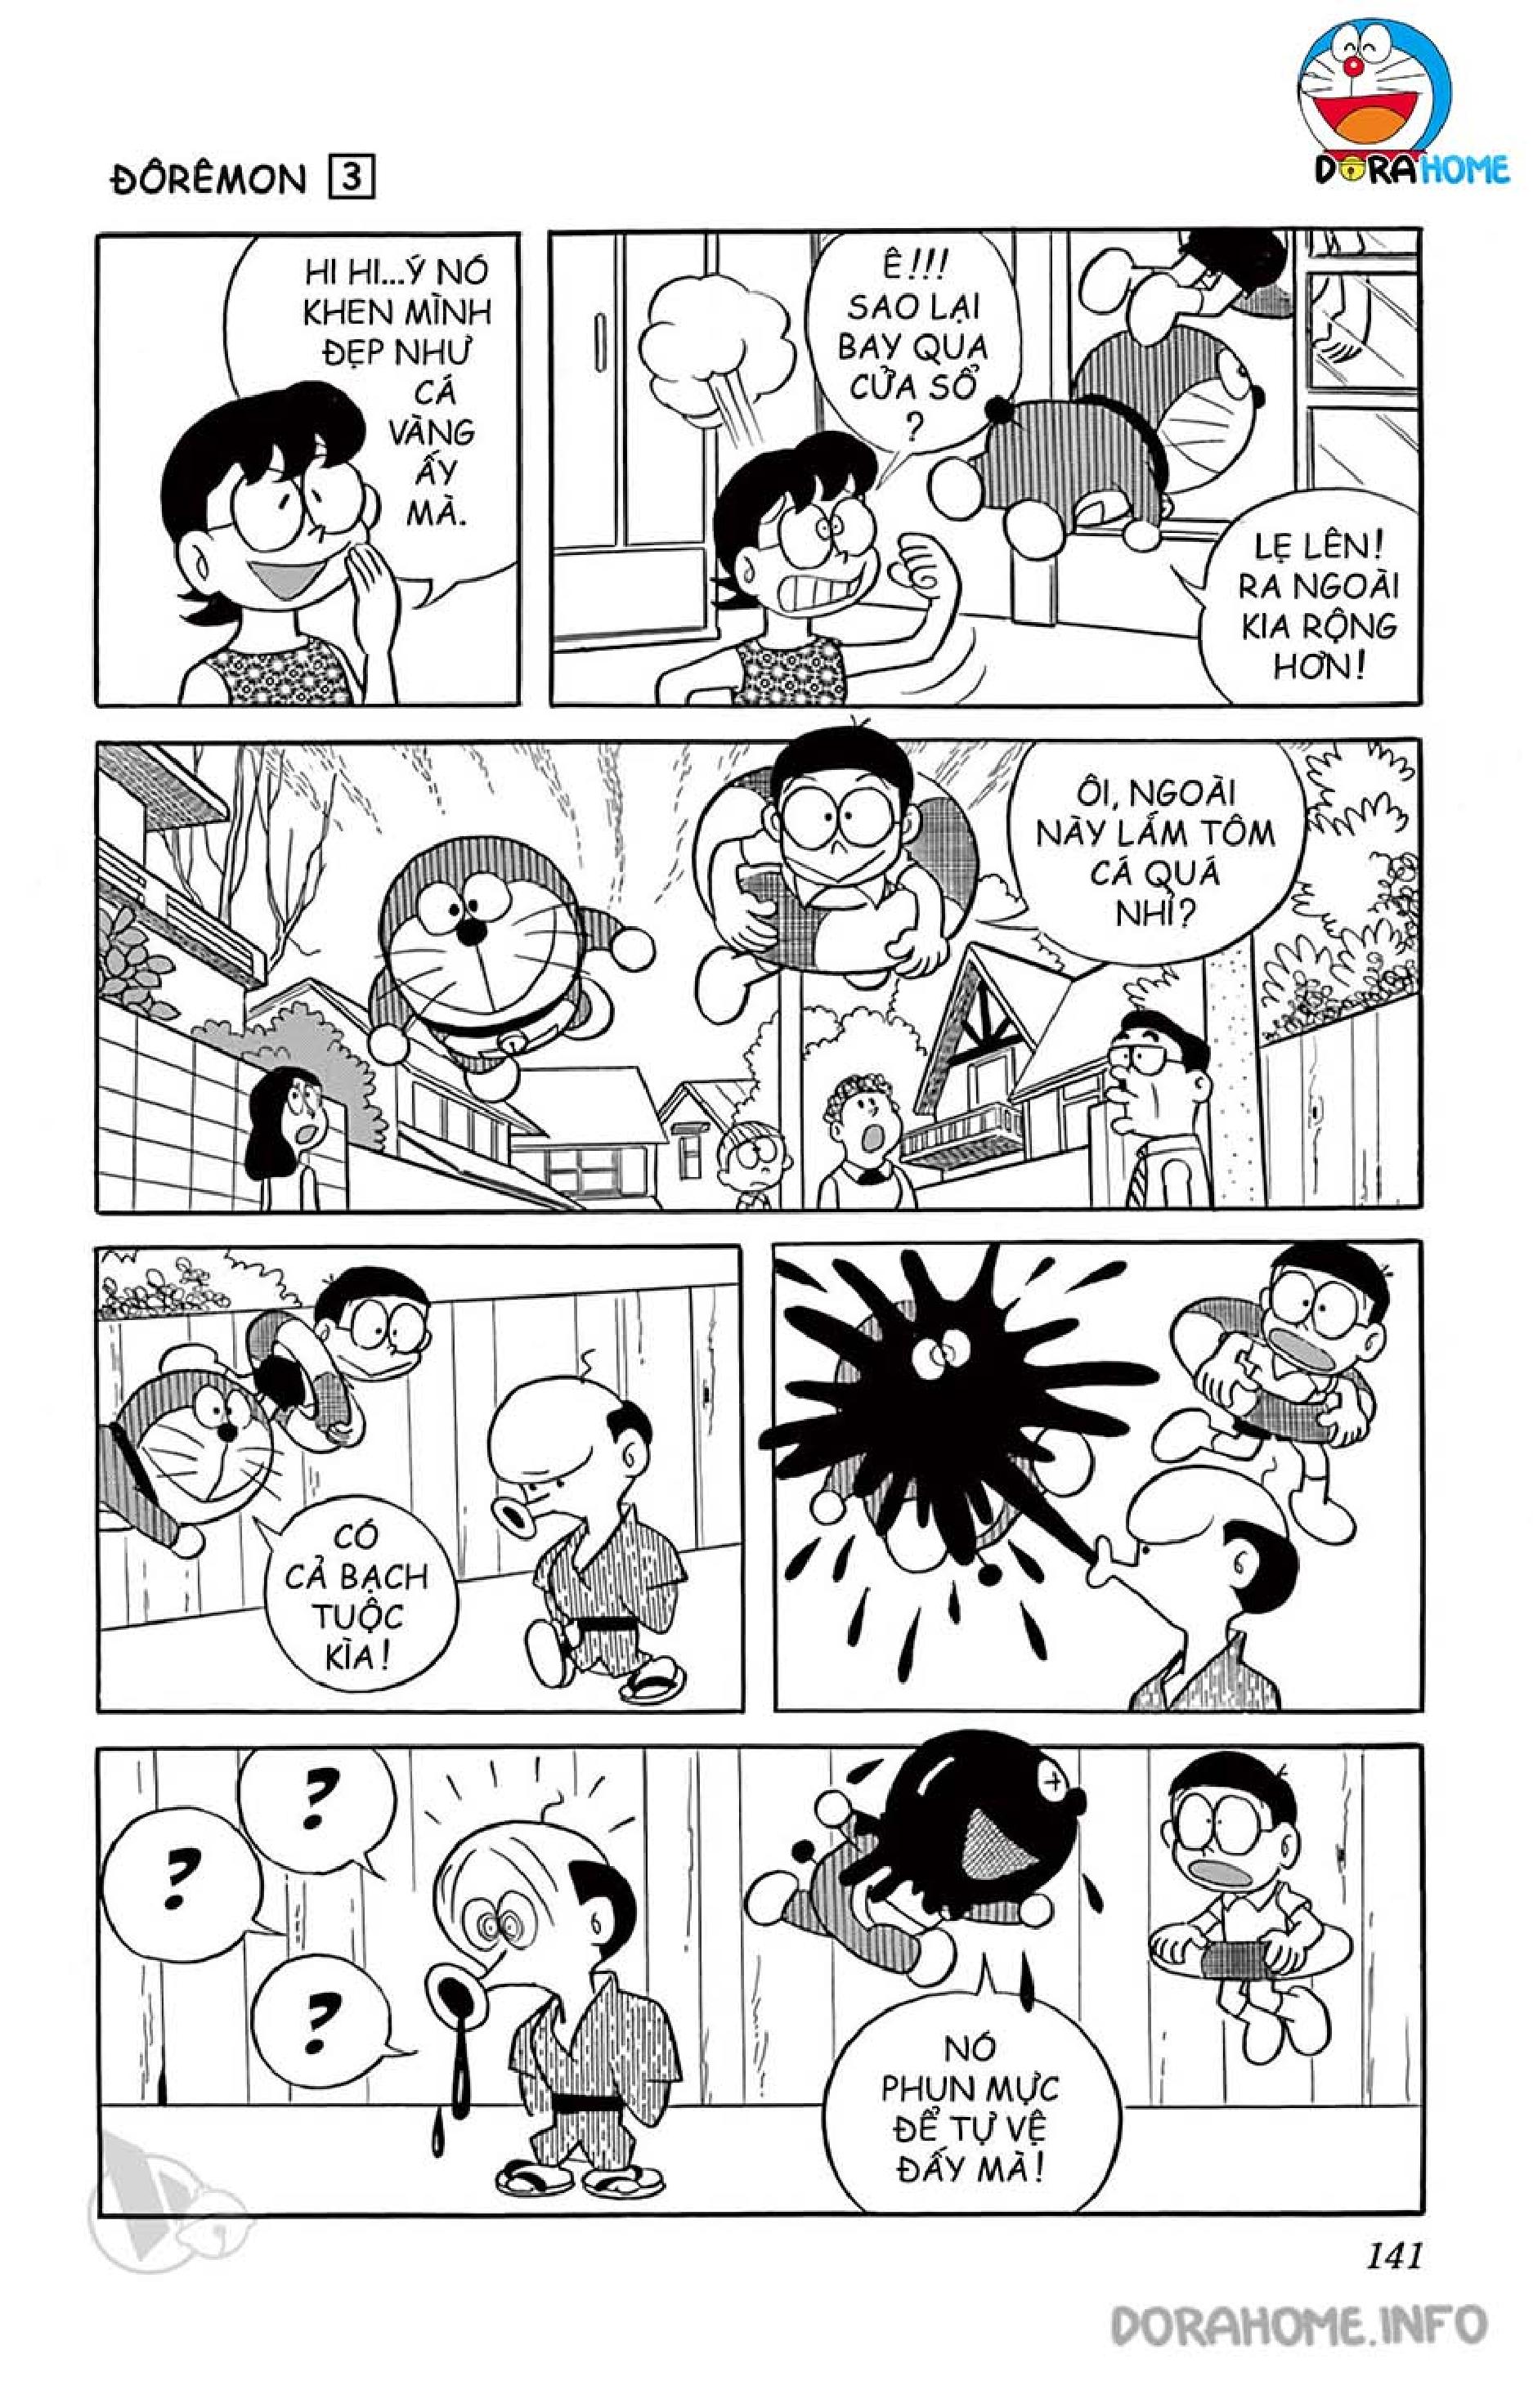 DORAHOME
ĐÔRÊMON 3
HI HI...Ý NÓ
KHEN MÌNH
ĐẸP NHƯ
CÁ
VÀNG
ẤY
MÀ.
Ê!!!
SAO LẠI
BAY QUA
CỬA SỔ
?
LẸ LÊN!
RA NGOÀI
KIA RỘNG
HƠN!
ÔI, NGOÀI
NÀY LẮM TÔM
CÁ QUÁ
NHỈ?
CÓ
CẢ BẠCH
TUỘC
KÌA!
?
?
?
NÓ
PHUN MỰC
ĐỂ TỰ VỆ
ĐẤY MÀ!
141
DORAHOME.INFO